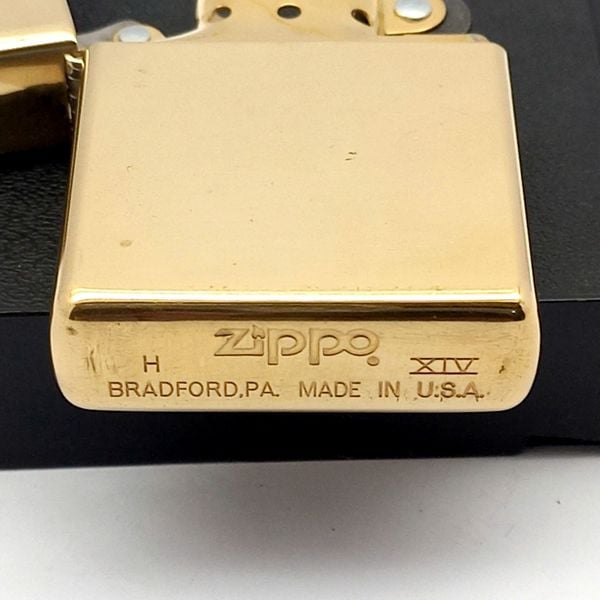 Zippo
H XIV
BRADFORD,PA. MADE IN U.S.A.